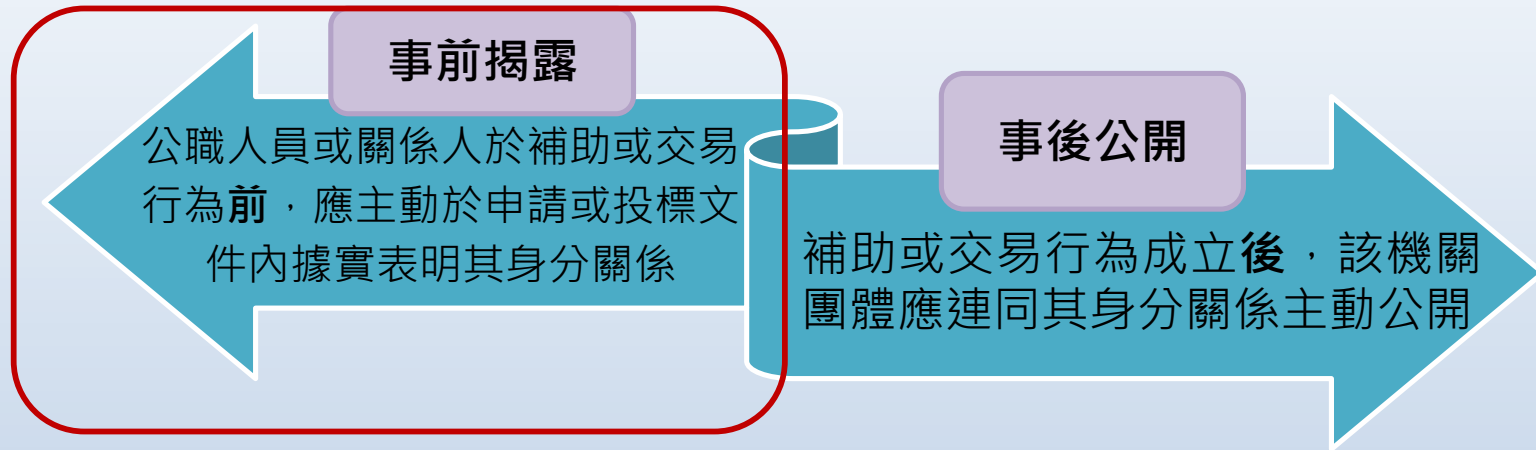 事前揭露
公職人員或關係人於補助或交易
行為前，應主動於申請或投標文
件內據實表明其身分關係
事後公開
補助或交易行為成立後，該機關
團體應連同其身分關係主動公開